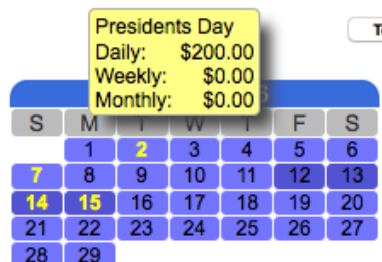 Presidents Day
Daily: $200.00
Weekly: $0.00
Monthly: $0.00
S M T W T F S
1 2 3 4 5 6
7 8 9 10 11 12 13
14 15 16 17 18 19 20
21 22 23 24 25 26 27
28 29